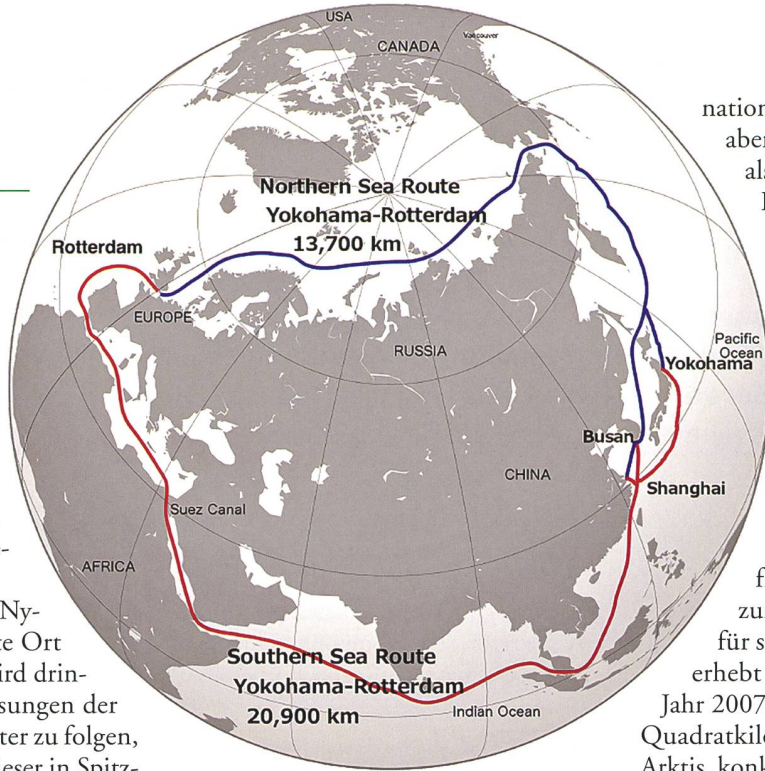 USA
CANADA
Vancouver
Northern Sea Route
Yokohama-Rotterdam
13,700 km
Rotterdam
EUROPE
RUSSIA
Pacific
Ocean
Yokohama
Busan
CHINA
Shanghai
Suez Canal
AFRICA
Southern Sea Route
Yokohama-Rotterdam
20,900 km
Indian Ocean
nation
aber
als
Ny-
te Ort
ird drin-
sungen der
ter zu folgen,
ieser in Spitz-
f
zu
für s
erhebt
Jahr 2007
Quadratkilo
Arktis, konk